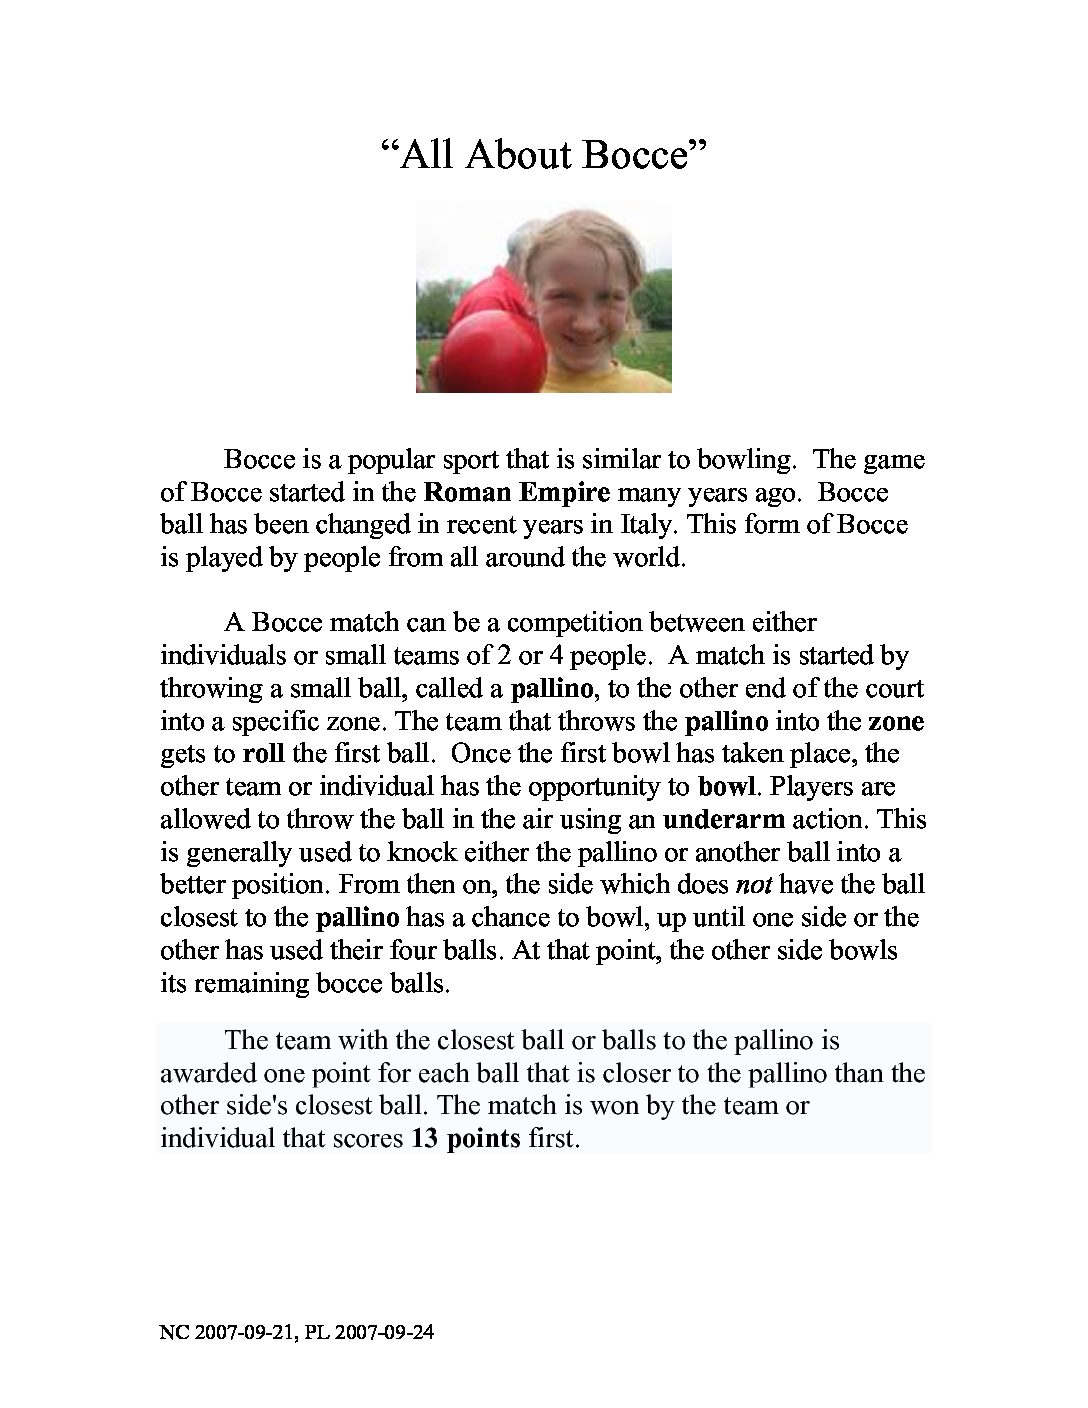 “All About Bocce”
Bocce is a popular sport that is similar to bowling. The game
of Bocce started in the Roman Empire many years ago. Bocce
ball has been changed in recent years in Italy. This form of Bocce
is played by people from all around the world.
A Bocce match can be a competition between either
individuals or small teams of 2 or 4 people. A match is started by
throwing a small ball, called a pallino, to the other end of the court
into a specific zone. The team that throws the pallino into the zone
gets to roll the first ball. Once the first bowl has taken place, the
other team or individual has the opportunity to bowl. Players are
allowed to throw the ball in the air using an underarm action. This
is generally used to knock either the pallino or another ball into a
better position. From then on, the side which does not have the ball
closest to the pallino has a chance to bowl, up until one side or the
other has used their four balls. At that point, the other side bowls
its remaining bocce balls.
The team with the closest ball or balls to the pallino is
awarded one point for each ball that is closer to the pallino than the
other side's closest ball. The match is won by the team or
individual that scores 13 points first.
NC 2007-09-21, PL 2007-09-24